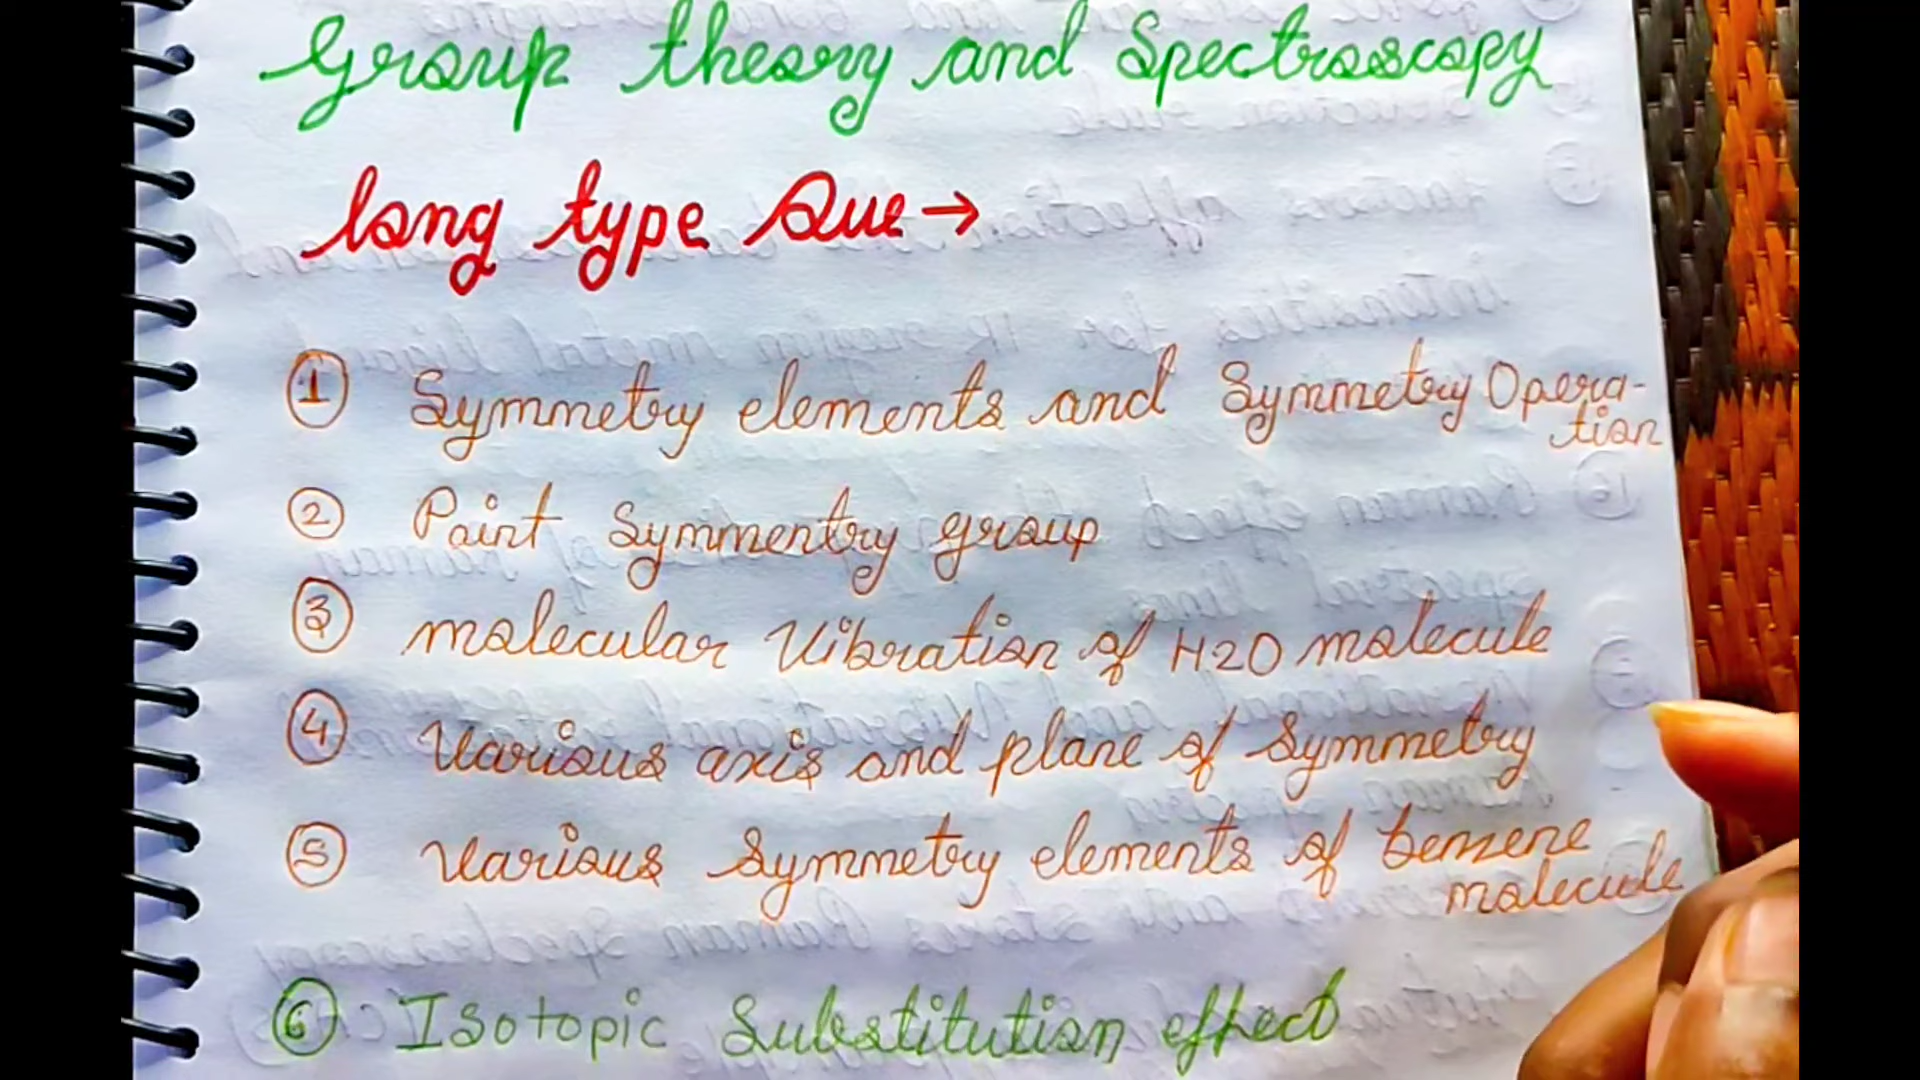 Group theory and Spectroscopy
long type Que→
① Symmetry elements and Symmetry Opera-
tion
② Point Symmentry group
③ molecular Vibration of H2O molecule
④ Various axis and plane of Symmetry
⑤ Various Symmetry elements of benzene
molecule
⑥ Isotopic Substitution effect